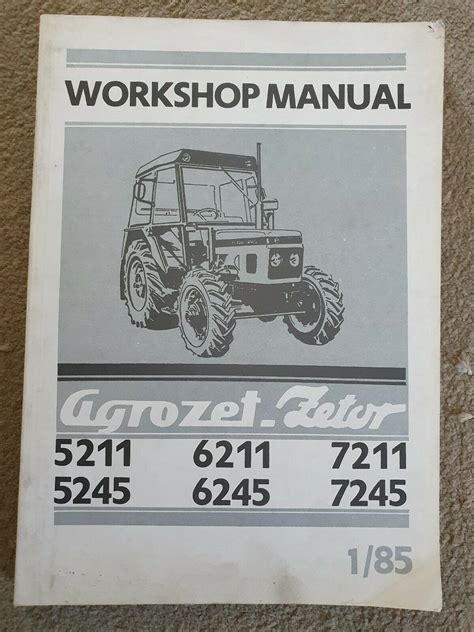 WORKSHOP MANUAL
Agrozet-Zetor
5211 6211 7211
5245 6245 7245
1/85